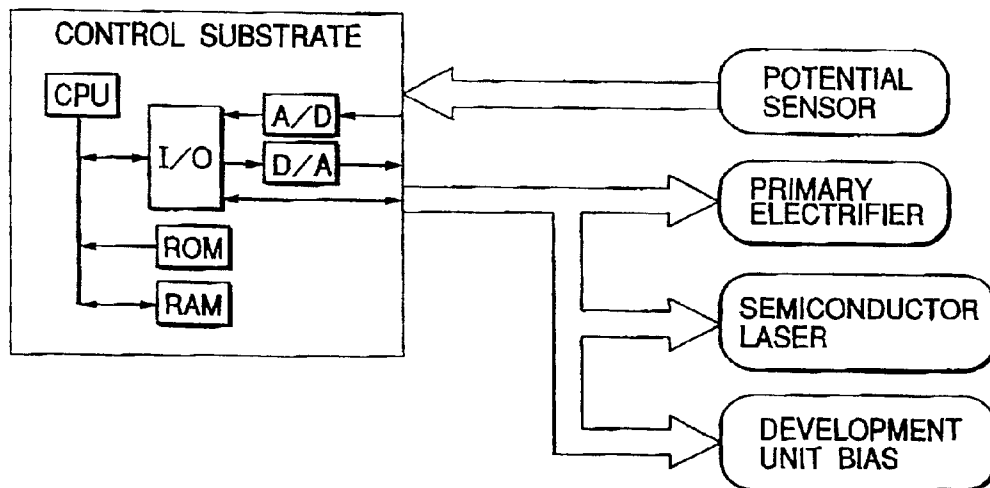 CONTROL SUBSTRATE
CPU
I/O
A/D
D/A
ROM
RAM
POTENTIAL
SENSOR
PRIMARY
ELECTRIFIER
SEMICONDUCTOR
LASER
DEVELOPMENT
UNIT BIAS